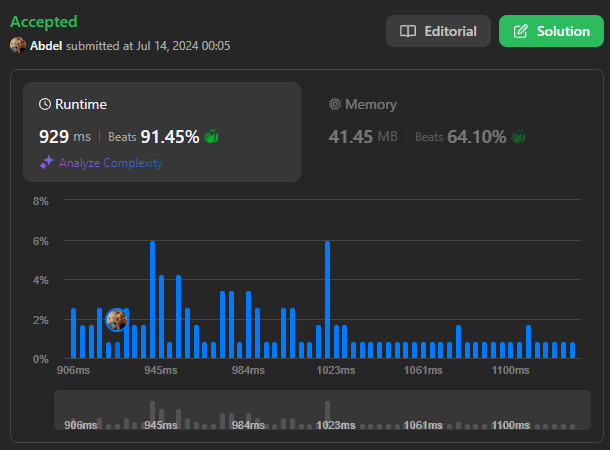 Accepted
Abdel submitted at Jul 14, 2024 00:05
Editorial
Solution
Runtime
929 ms | Beats 91.45%
Analyze Complexity
Memory
41.45 MB | Beats 64.10%
8%
6%
4%
2%
0%
906ms 945ms 984ms 1023ms 1061ms 1100ms
906ms 945ms 984ms 1023ms 1061ms 1100ms